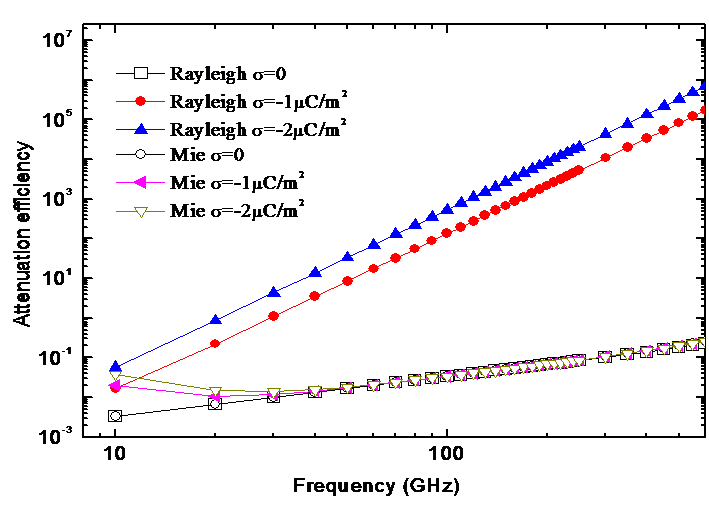 Rayleigh σ=0
Rayleigh σ=-1μC/m²
Rayleigh σ=-2μC/m²
Mie σ=0
Mie σ=-1μC/m²
Mie σ=-2μC/m²
Attenuation efficiency
10⁷
10⁵
10³
10¹
10⁻¹
10⁻³
10
100
Frequency (GHz)